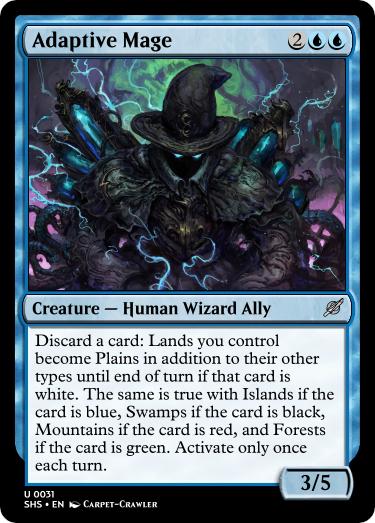 Adaptive Mage 2
Creature — Human Wizard Ally
Discard a card: Lands you control
become Plains in addition to their other
types until end of turn if that card is
white. The same is true with Islands if the
card is blue, Swamps if the card is black,
Mountains if the card is red, and Forests
if the card is green. Activate only once
each turn.
3/5
U 0031
SHS • EN Carpet-Crawler